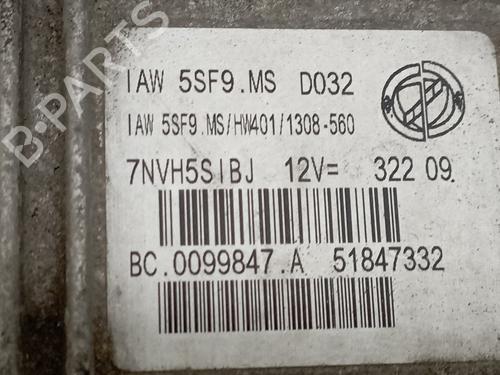 IAW 5SF9.MS D032
IAW 5SF9.MS/HW401/1308-560
7NVH5SIBJ 12V= 322 09.
BC.0099847.A 51847332
B-PARTS